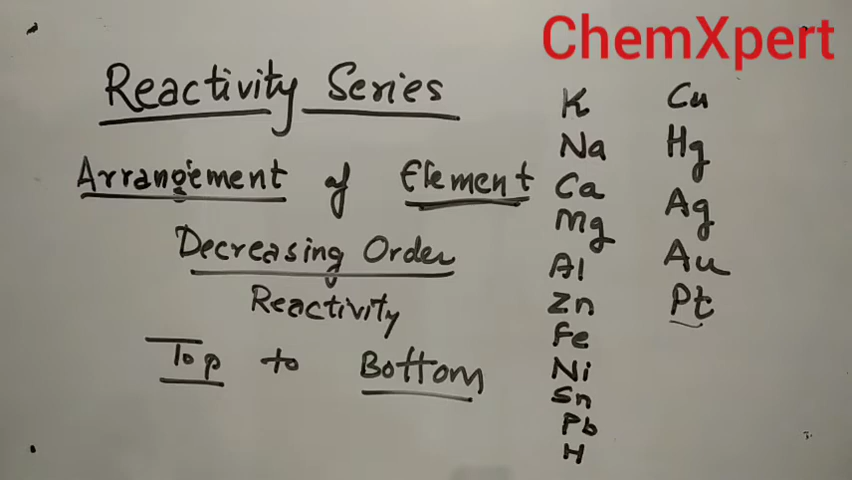 ChemXpert
Reactivity Series
Arrangement of Element
Decreasing Order
Reactivity
Top to Bottom
K
Na
Ca
Mg
Al
Zn
Fe
Ni
Sn
Pb
H
Cu
Hg
Ag
Au
Pt